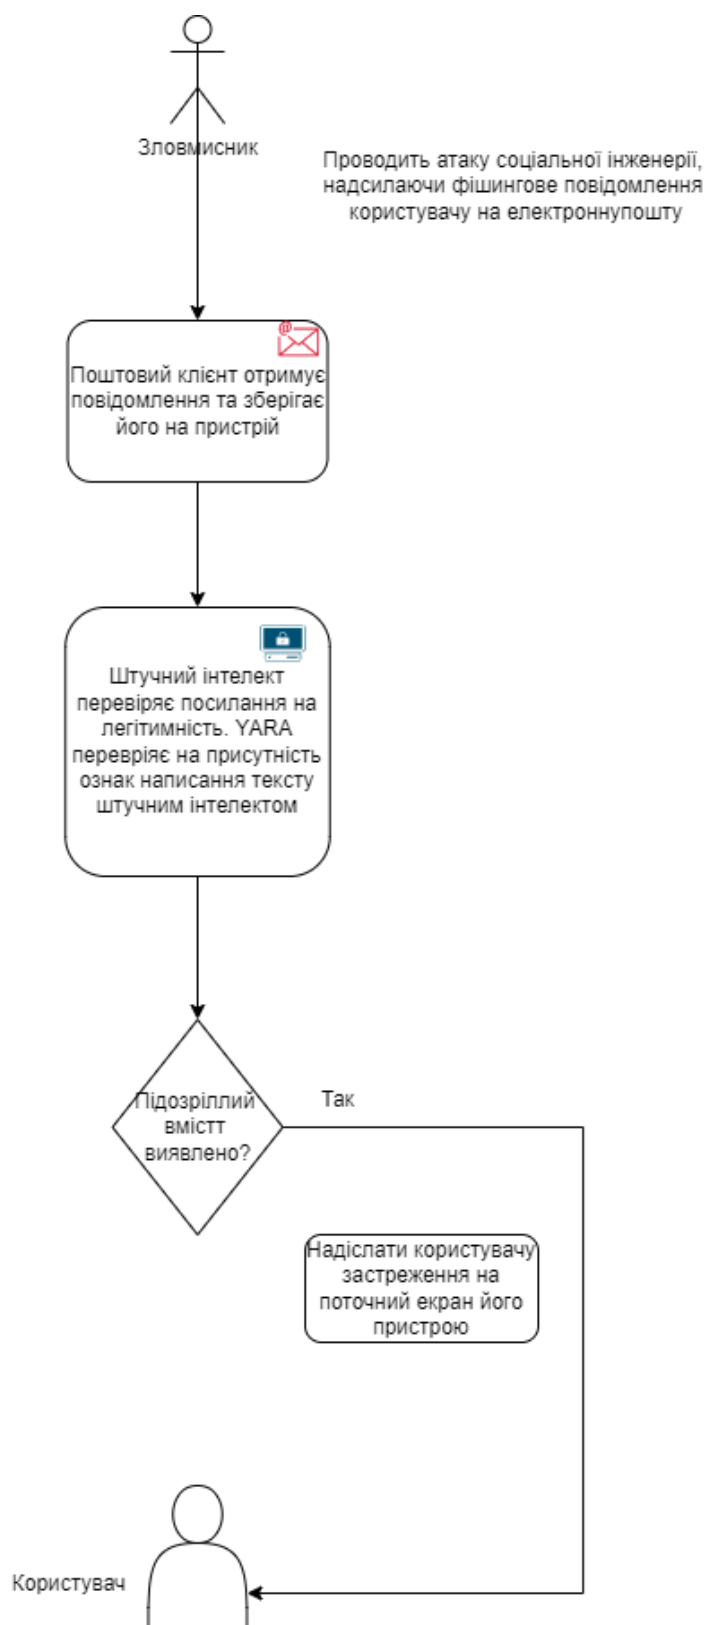 Зловмисник
Проводить атаку соціальної інженерії,
надсилаючи фішингове повідомлення
користувачу на електроннупошту
@
Поштовий клієнт отримує
повідомлення та зберігає
його на пристрій
Штучний інтелект
перевіряє посилання на
легітимність. YARA
перевріяє на присутність
ознак написання тексту
штучним інтелектом
Підозріллий
вмістт
виявлено?
Так
Надіслати користувачу
застреження на
поточний екран його
пристрою
Користувач